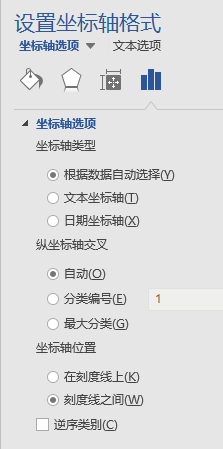 设置坐标轴格式
坐标轴选项 文本选项
坐标轴选项
坐标轴类型
根据数据自动选择(Y)
文本坐标轴(T)
日期坐标轴(X)
纵坐标轴交叉
自动(O)
分类编号(E) 1
最大分类(G)
坐标轴位置
在刻度线上(K)
刻度线之间(W)
逆序类别(C)